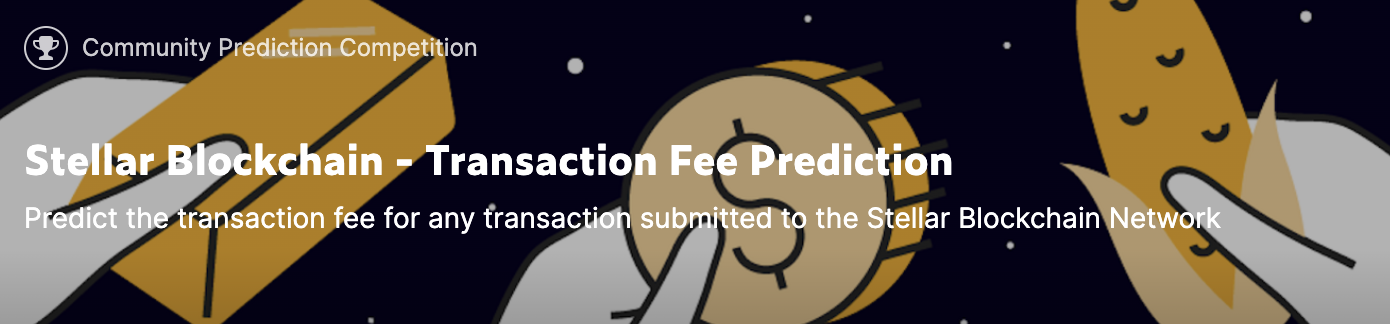 Community Prediction Competition
Stellar Blockchain - Transaction Fee Prediction
Predict the transaction fee for any transaction submitted to the Stellar Blockchain Network